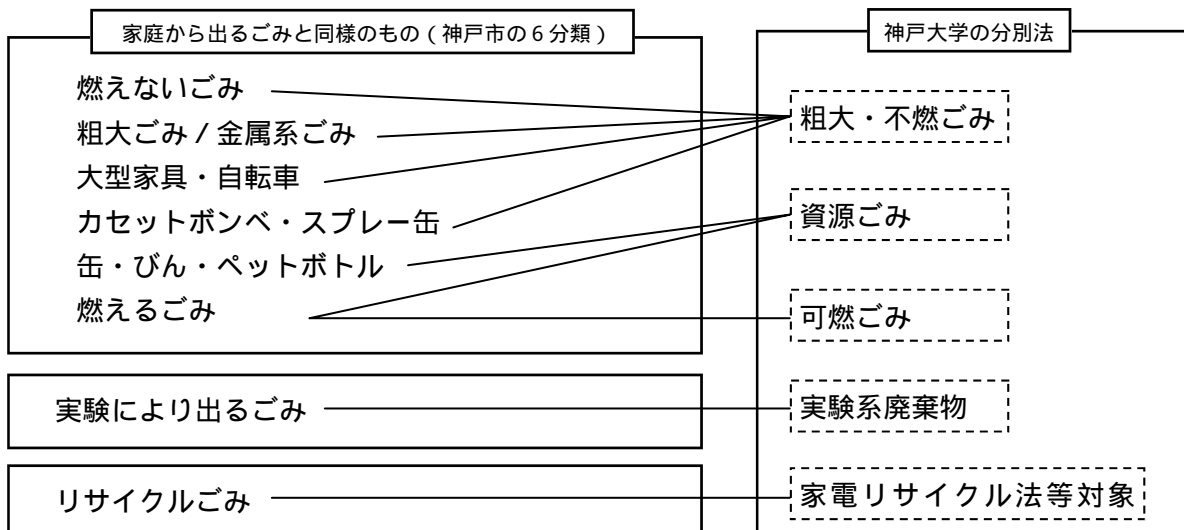 家庭から出るごみと同様のもの（神戸市の６分類）
燃えないごみ
粗大ごみ / 金属系ごみ
大型家具・自転車
カセットボンベ・スプレー缶
缶・びん・ペットボトル
燃えるごみ
実験により出るごみ
リサイクルごみ
神戸大学の分別法
粗大・不燃ごみ
資源ごみ
可燃ごみ
実験系廃棄物
家電リサイクル法等対象